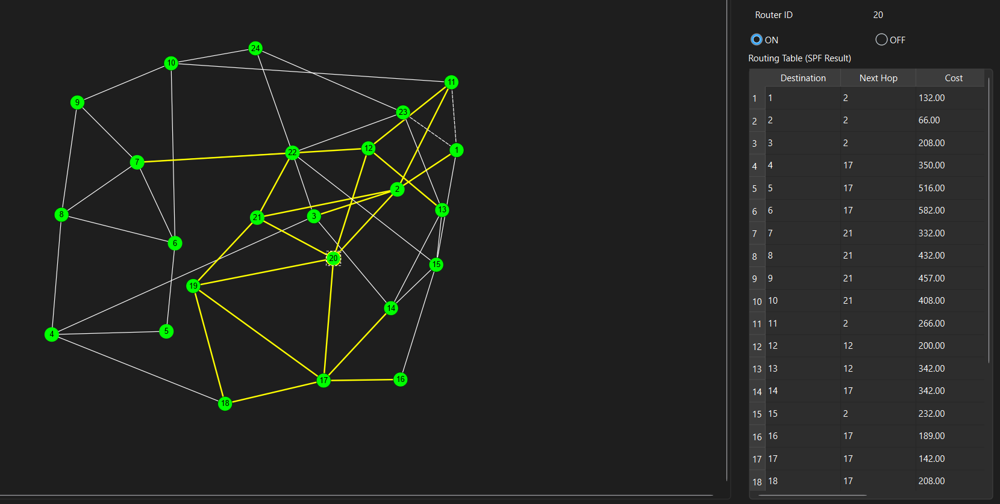 Router ID 20
ON OFF
Routing Table (SPF Result)
Destination Next Hop Cost
1 1 2 132.00
2 2 2 66.00
3 3 2 208.00
4 4 17 350.00
5 5 17 516.00
6 6 17 582.00
7 7 21 332.00
8 8 21 432.00
9 9 21 457.00
10 10 21 408.00
11 11 2 266.00
12 12 12 200.00
13 13 12 342.00
14 14 17 342.00
15 15 2 232.00
16 16 17 189.00
17 17 17 142.00
18 18 17 208.00
24
10
11
9
23
12
1
22
7
2
13
8
3
21
6
20
15
19
14
5
4
16
17
18